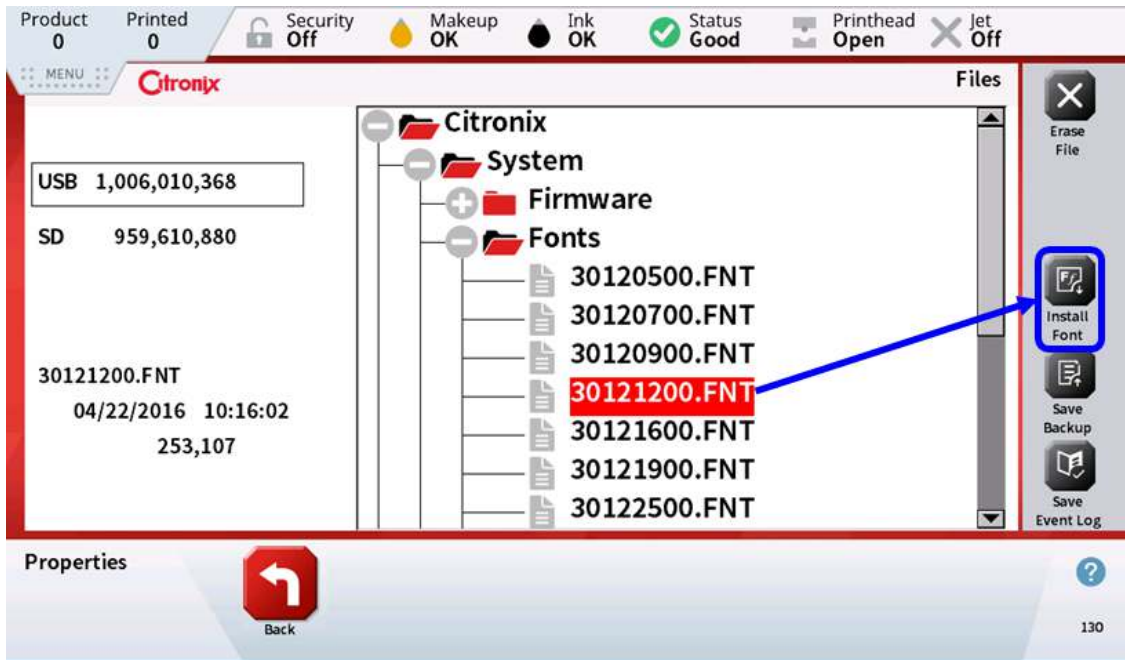 Product
0
Printed
0
Security
Off
Makeup
OK
Ink
OK
Status
Good
Printhead
Open
Jet
Off
MENU
Citronix
Files
USB 1,006,010,368
SD 959,610,880
30121200.FNT
04/22/2016 10:16:02
253,107
Citronix
System
Firmware
Fonts
30120500.FNT
30120700.FNT
30120900.FNT
30121200.FNT
30121600.FNT
30121900.FNT
30122500.FNT
Erase
File
Install
Font
Save
Backup
Save
Event Log
Properties
Back
?
130